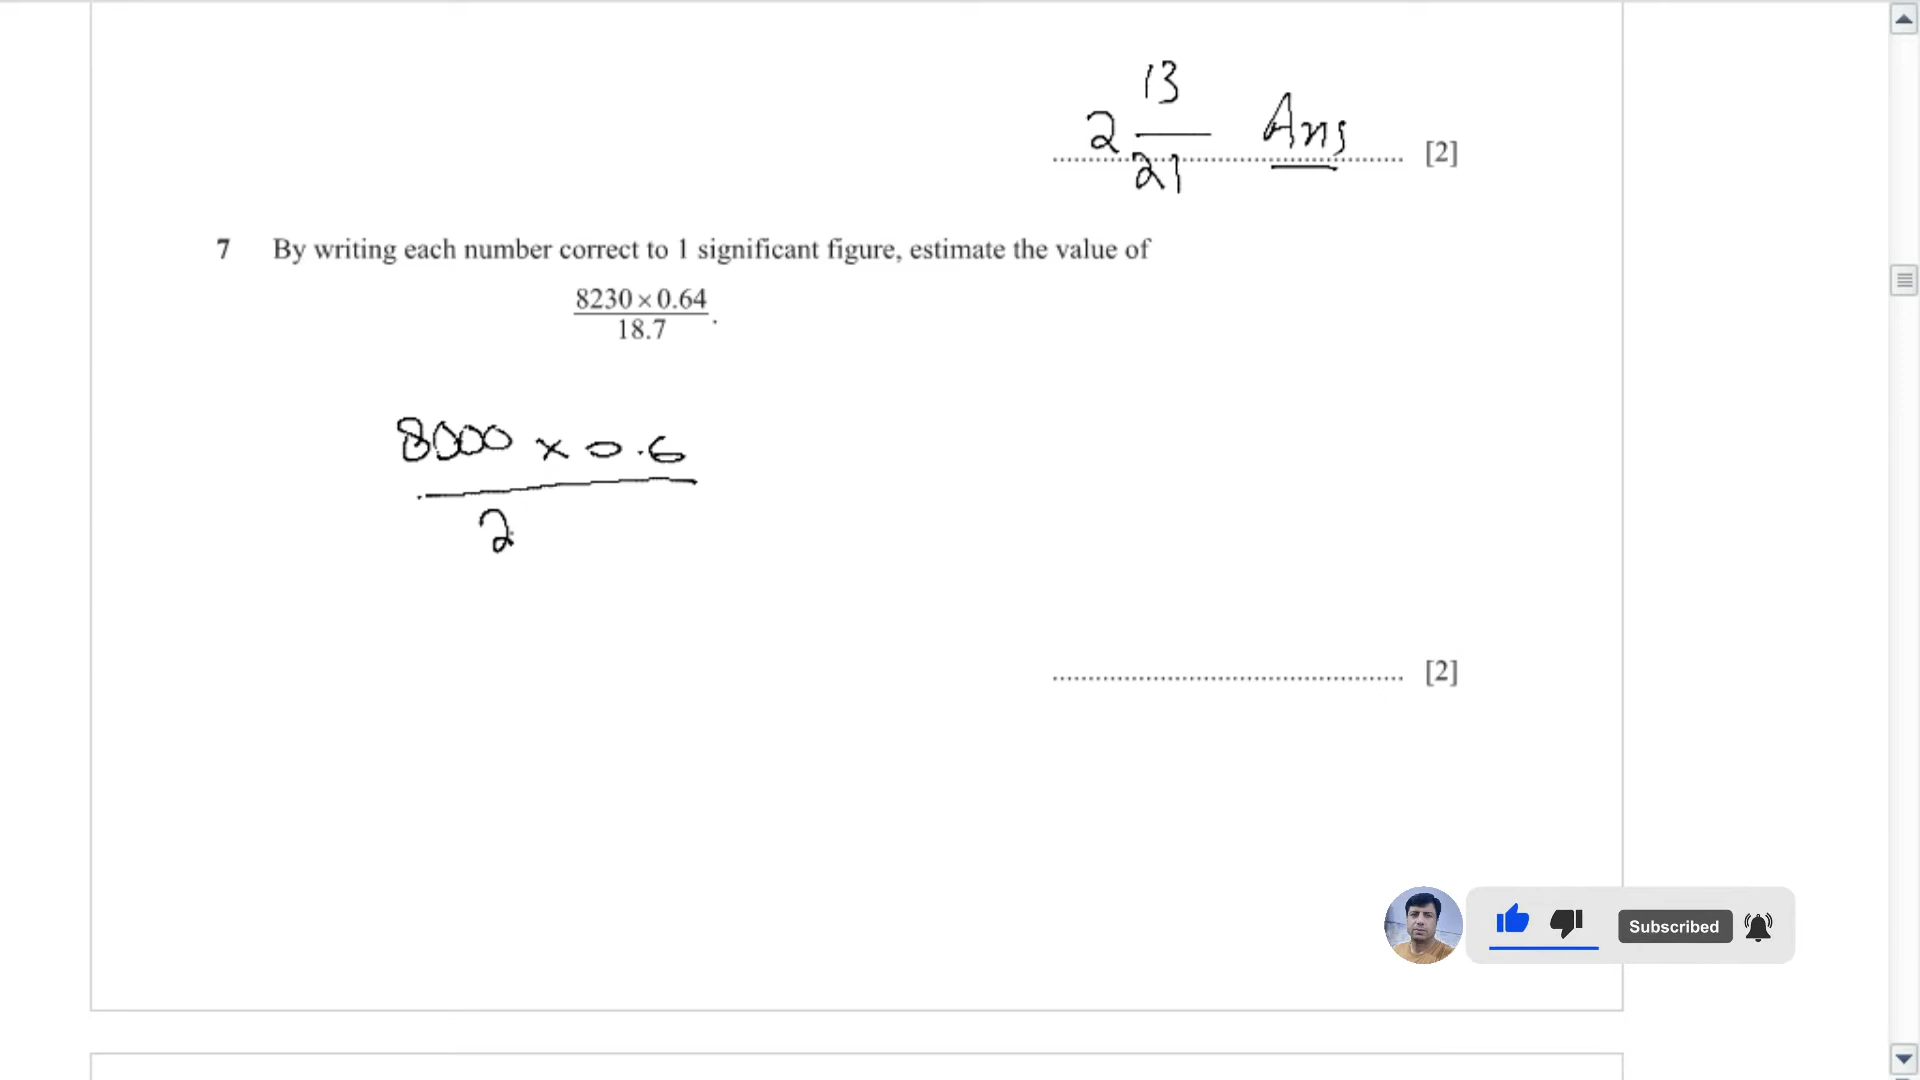 13
2 — Ans
21
[2]
7 By writing each number correct to 1 significant figure, estimate the value of
8230 × 0.64
18.7 .
8000 × 0.6
2
[2]
Subscribed